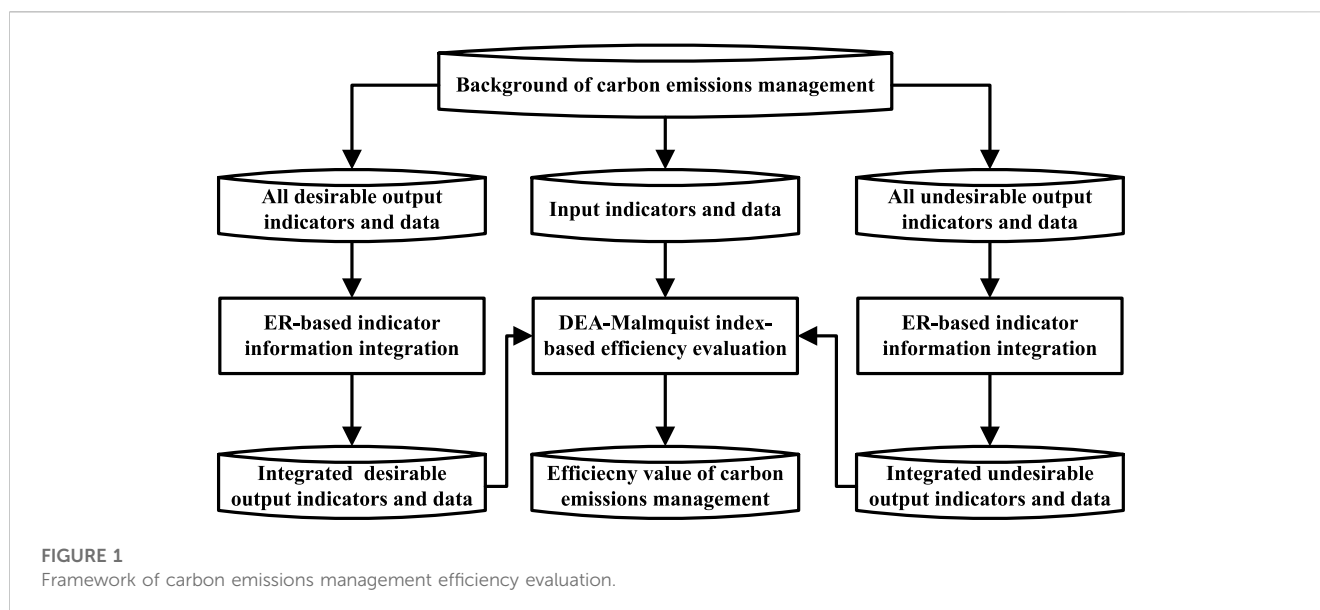 Background of carbon emissions management
All desirable output
indicators and data
Input indicators and data
All undesirable output
indicators and data
ER-based indicator
information integration
DEA-Malmquist index-
based efficiency evaluation
ER-based indicator
information integration
Integrated desirable
output indicators and data
Efficiecny value of carbon
emissions management
Integrated undesirable
output indicators and data
FIGURE 1
Framework of carbon emissions management efficiency evaluation.